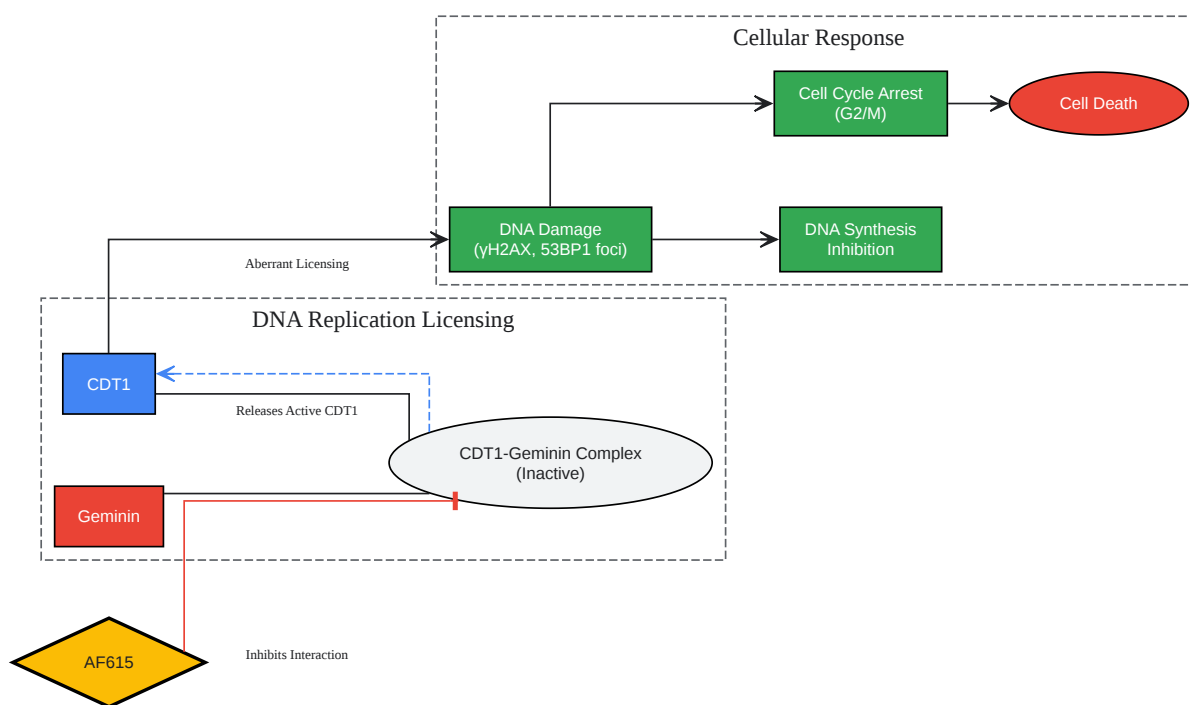 Cellular Response
Cell Cycle Arrest
(G2/M)
Cell Death
DNA Damage
(γH2AX, 53BP1 foci)
DNA Synthesis
Inhibition
Aberrant Licensing
DNA Replication Licensing
CDT1
Releases Active CDT1
CDT1-Geminin Complex
(Inactive)
Geminin
AF615
Inhibits Interaction